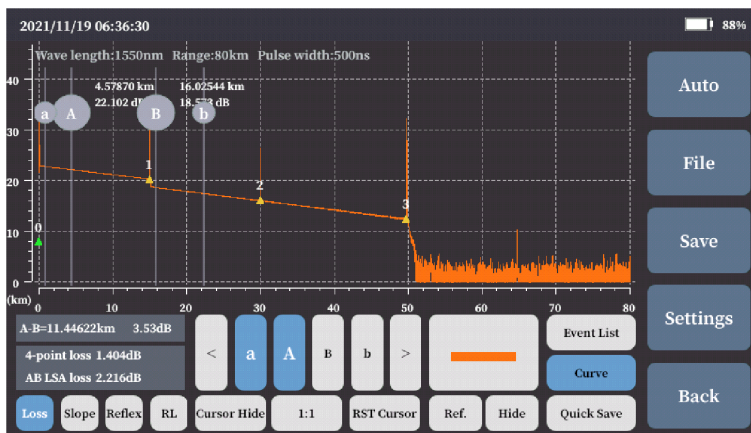 2021/11/19 06:36:30
88%
Wave length:1550nm Range:80km Pulse width:500ns
4.57870 km 16.02544 km
22.102 dB
a A B b
40
30
20
10
0
0 1 2 3
(km) 0 10 20 30 40 50 60 70 80
A-B=11.44622km 3.53dB
4-point loss 1.404dB
AB LSA loss 2.216dB
< a A B b >
Event List
Curve
Loss Slope Reflex RL Cursor Hide 1:1 RST Cursor Ref. Hide Quick Save
Auto
File
Save
Settings
Back